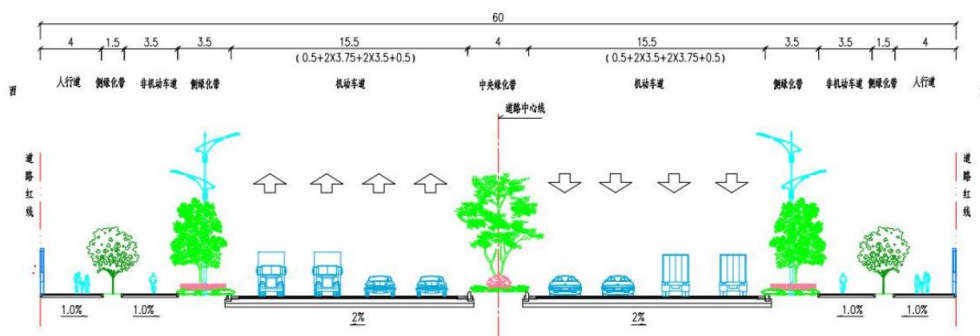 60
4 1.5 3.5 3.5 15.5 4 15.5 3.5 3.5 1.5 4
(0.5+2X3.75+2X3.5+0.5) (0.5+2X3.5+2X3.75+0.5)
人行道 侧绿化带 非机动车道 侧绿化带 机动车道 中央绿化带 机动车道 侧绿化带 非机动车道 侧绿化带 人行道
西
道路中心线
道路红线
道路红线
1.0% 1.0% 2% 2% 1.0% 1.0%